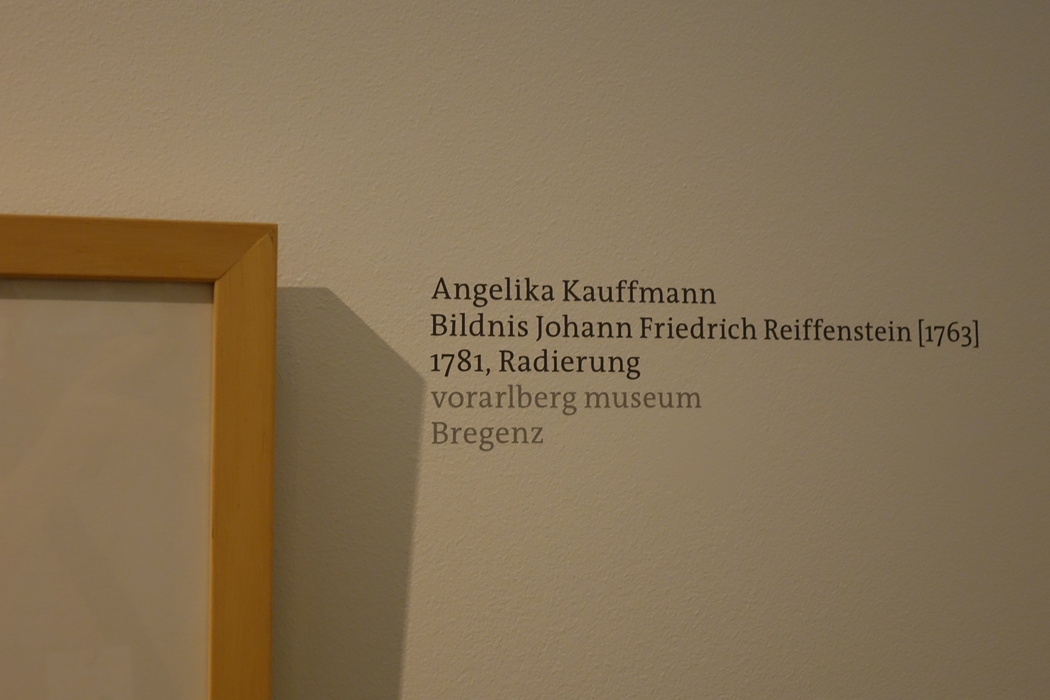 Angelika Kauffmann
Bildnis Johann Friedrich Reiffenstein [1763]
1781, Radierung
vorarlberg museum
Bregenz